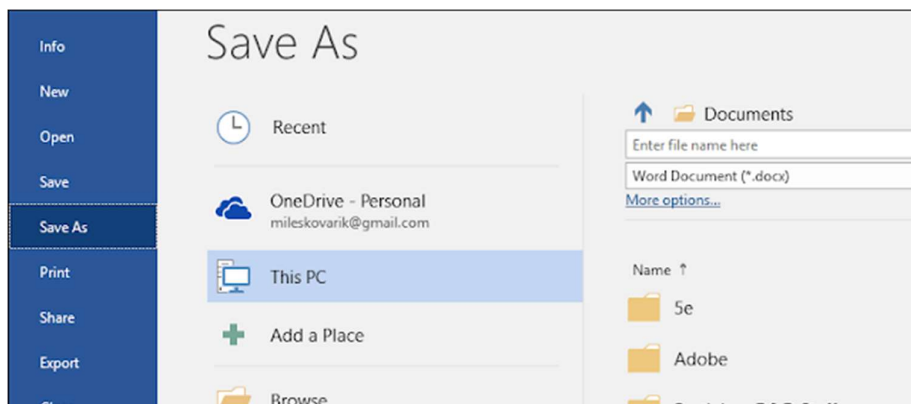 Info
New
Open
Save
Save As
Print
Share
Export
Save As
Recent
OneDrive - Personal
mileskovarik@gmail.com
This PC
Add a Place
Browse
Documents
Enter file name here
Word Document (*.docx)
More options...
Name ↑
5e
Adobe